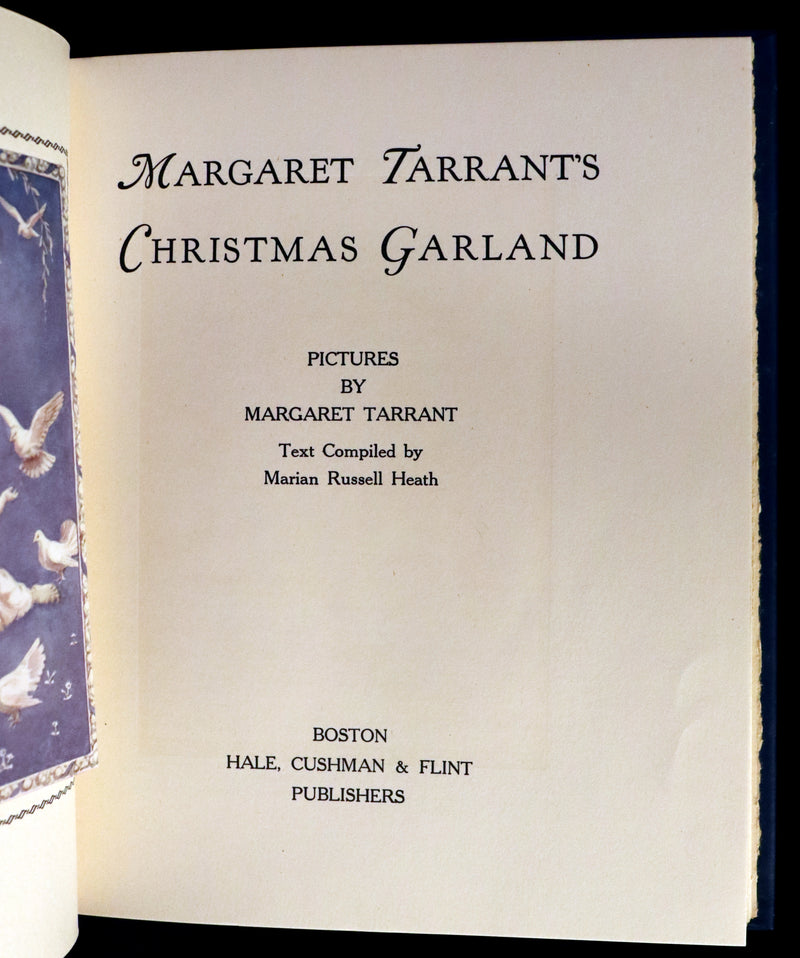 MARGARET TARRANT'S
CHRISTMAS GARLAND
PICTURES
BY
MARGARET TARRANT
Text Compiled by
Marian Russell Heath
BOSTON
HALE, CUSHMAN & FLINT
PUBLISHERS